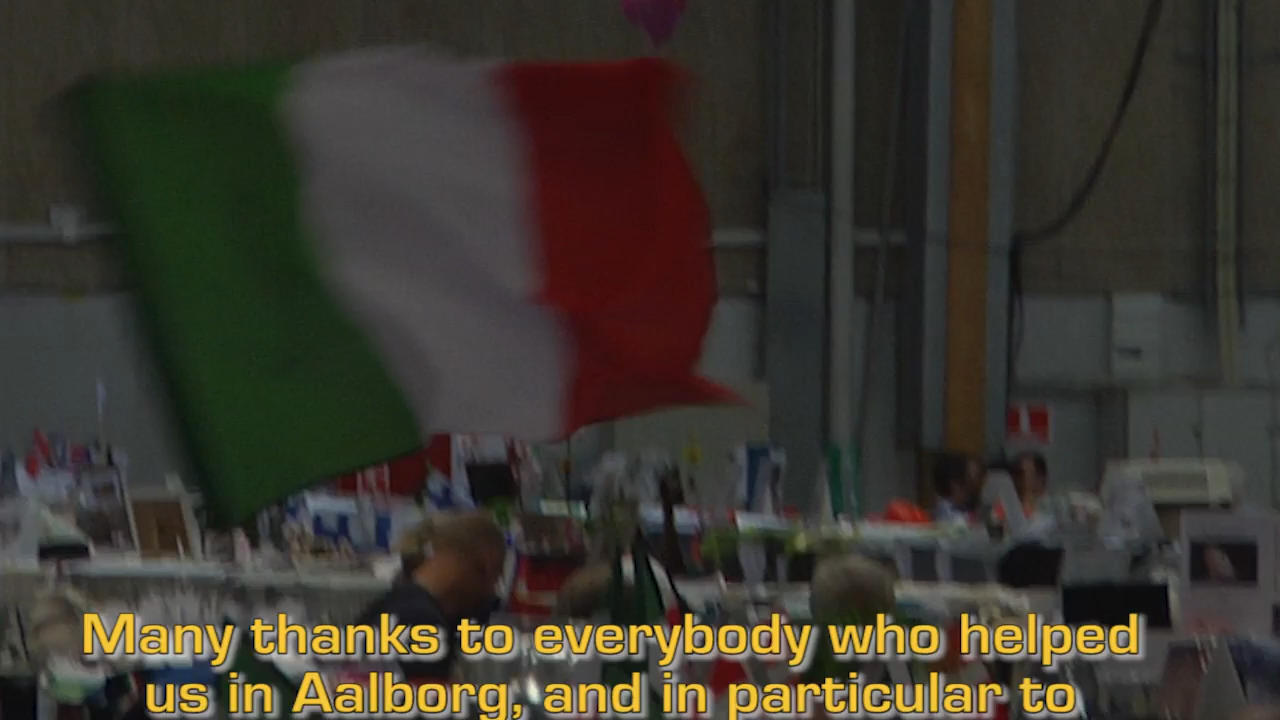 Many thanks to everybody who helped
us in Aalborg, and in particular to